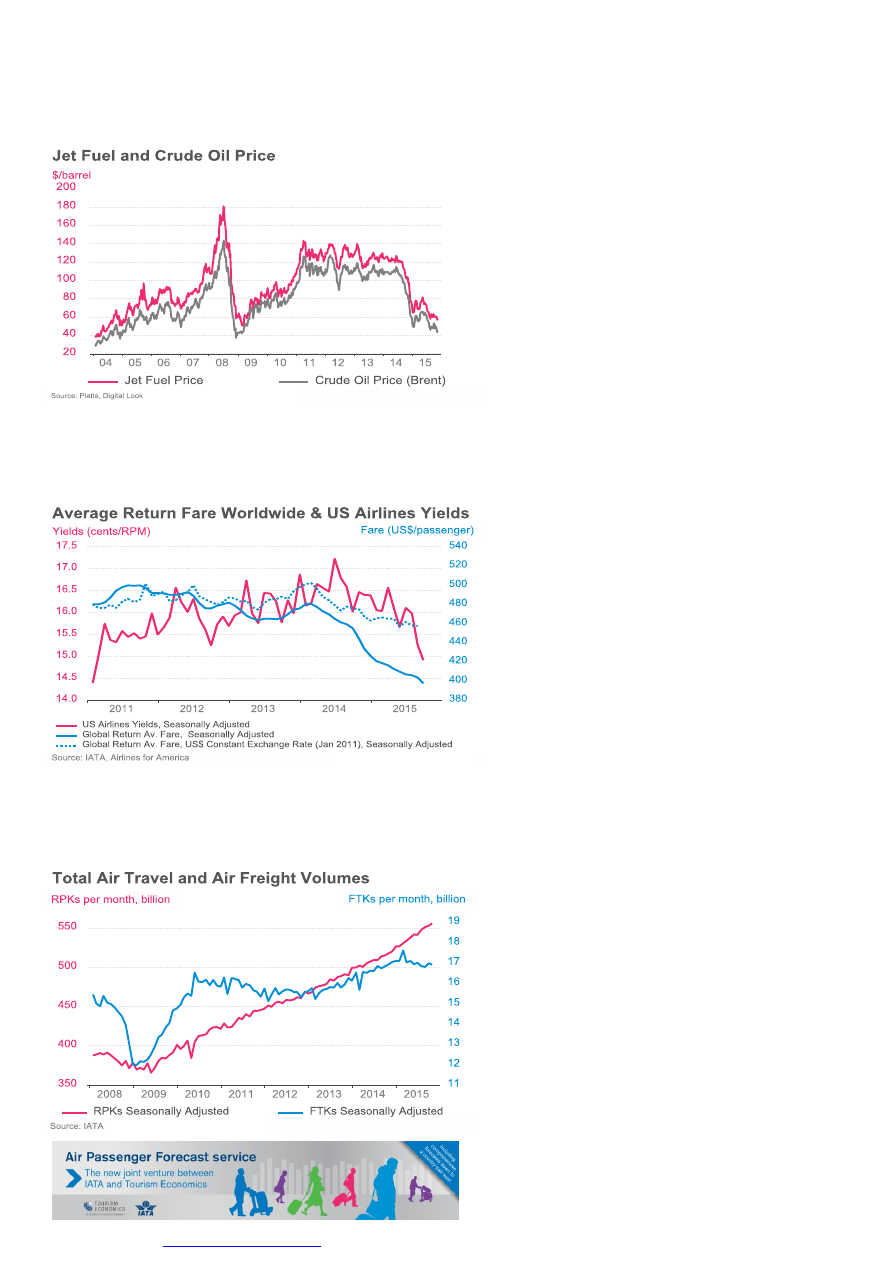 Jet Fuel and Crude Oil Price
$/barrel
200
180
160
140
120
100
80
60
40
20
04 05 06 07 08 09 10 11 12 13 14 15
Jet Fuel Price Crude Oil Price (Brent)
Source: Platts, Digital Look
Average Return Fare Worldwide & US Airlines Yields
Yields (cents/RPM) Fare (US$/passenger)
17.5 540
520
17.0
16.5 500
480
16.0
460
15.5
440
15.0 420
14.5 400
14.0 380
2011 2012 2013 2014 2015
US Airlines Yields, Seasonally Adjusted
Global Return Av. Fare, Seasonally Adjusted
Global Return Av. Fare, US$ Constant Exchange Rate (Jan 2011), Seasonally Adjusted
Source: IATA, Airlines for America
Total Air Travel and Air Freight Volumes
RPKs per month, billion FTKs per month, billion
19
550
18
500 17
16
450 15
14
400 13
12
350 11
2008 2009 2010 2011 2012 2013 2014 2015
RPKs Seasonally Adjusted FTKs Seasonally Adjusted
Source: IATA
Air Passenger Forecast service
The new joint venture between
IATA and Tourism Economics
TOURISM
ECONOMICS
IATA